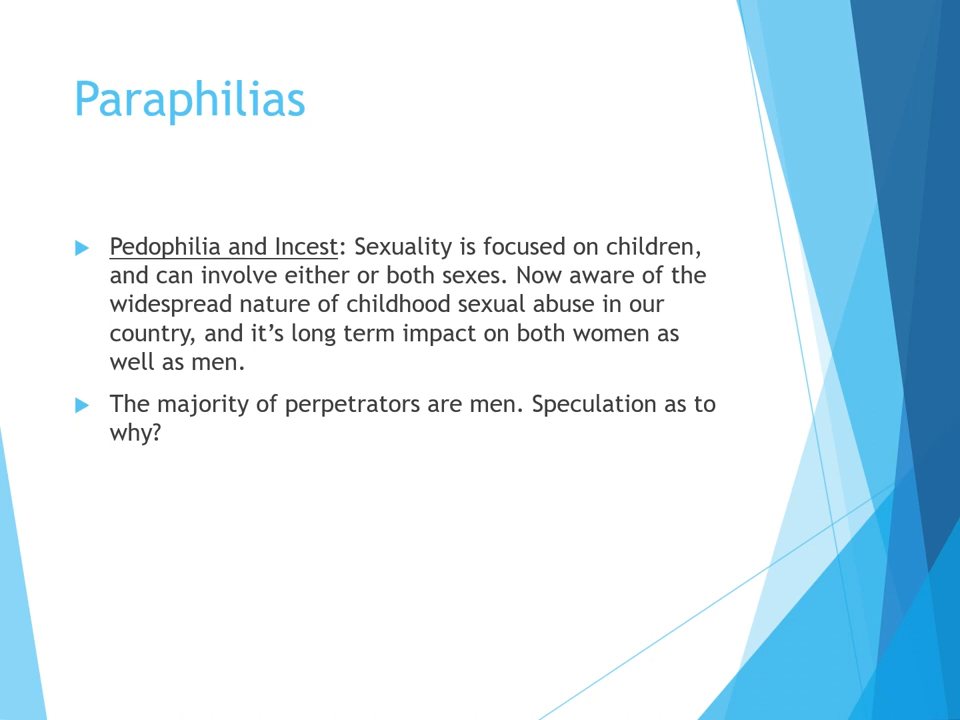 Paraphilias
Pedophilia and Incest: Sexuality is focused on children,
and can involve either or both sexes. Now aware of the
widespread nature of childhood sexual abuse in our
country, and it’s long term impact on both women as
well as men.
The majority of perpetrators are men. Speculation as to
why?